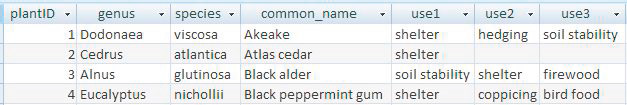 plantID genus species common_name use1 use2 use3
1 Dodonaea viscosa Akeake shelter hedging soil stability
2 Cedrus atlantica Atlas cedar shelter
3 Alnus glutinosa Black alder soil stability shelter firewood
4 Eucalyptus nichollii Black peppermint gum shelter coppicing bird food